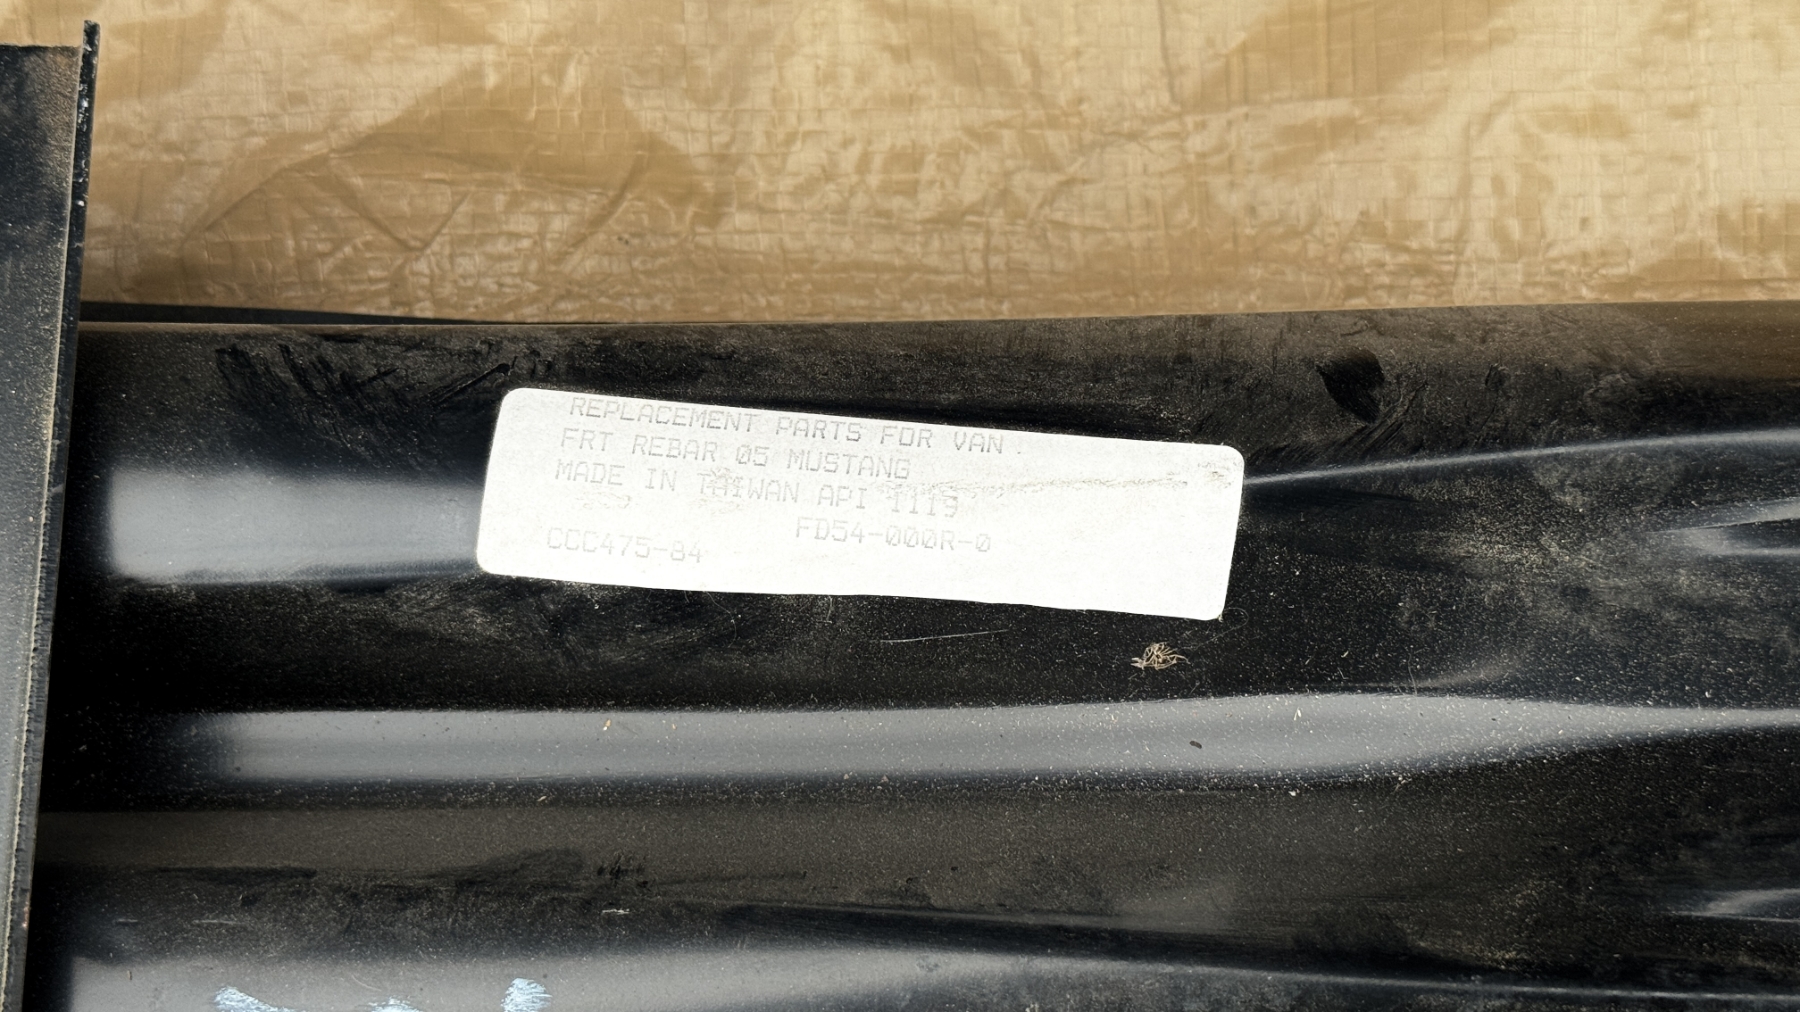 REPLACEMENT PARTS FOR VAN
FRT REBAR 05 MUSTANG
MADE IN TAIWAN API 1119
FD54-000R-0
CCC475-84